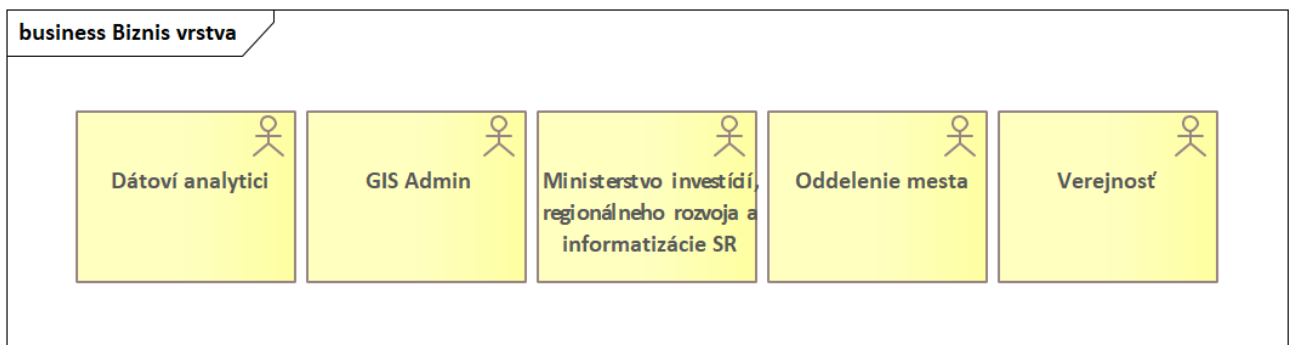 business Biznis vrstva
Dátoví analytici
GIS Admin
Ministerstvo investícií,
regionálneho rozvoja a
informatizácie SR
Oddelenie mesta
Verejnosť